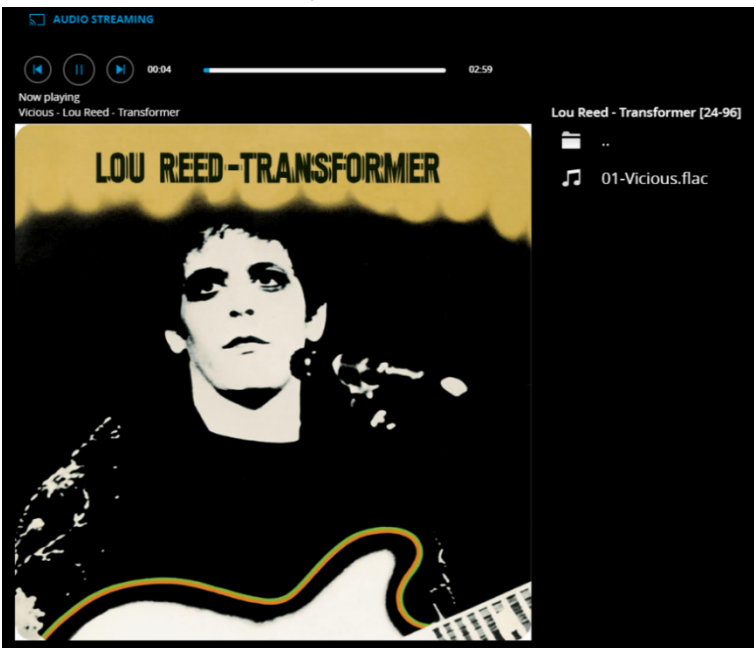 AUDIO STREAMING
00:04
02:59
Now playing
Vicious - Lou Reed - Transformer
LOU REED-TRANSFORMER
Lou Reed - Transformer [24-96]
..
01-Vicious.flac